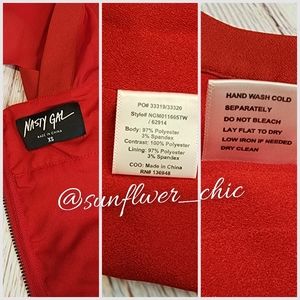 NASTY GAL
MADE IN CHINA
XS
PO# 33319/33320
Style# NGM011665TW
/ 62914
Body: 97% Polyester
3% Spandex
Contrast: 100% Polyester
Lining: 97% Polyester
3% Spandex
COO: Made in China
RN# 136948
HAND WASH COLD
SEPARATELY
DO NOT BLEACH
LAY FLAT TO DRY
LOW IRON IF NEEDED
DRY CLEAN
@sunflwer_chic